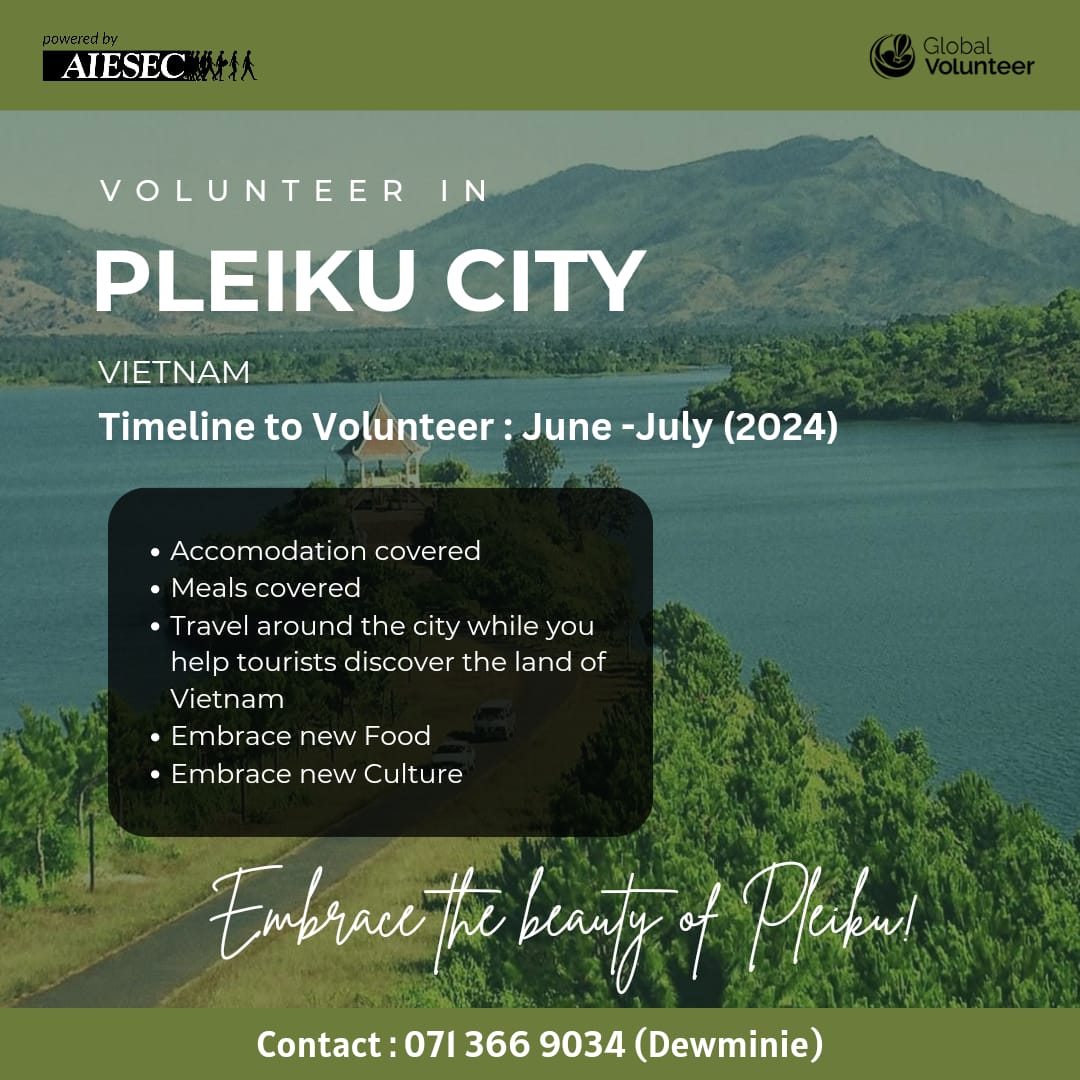 powered by
AIESEC
Global
Volunteer
VOLUNTEER IN
PLEIKU CITY
VIETNAM
Timeline to Volunteer : June -July (2024)
• Accomodation covered
• Meals covered
• Travel around the city while you
help tourists discover the land of
Vietnam
• Embrace new Food
• Embrace new Culture
Embrace the beauty of Pleiku!
Contact : 071 366 9034 (Dewminie)